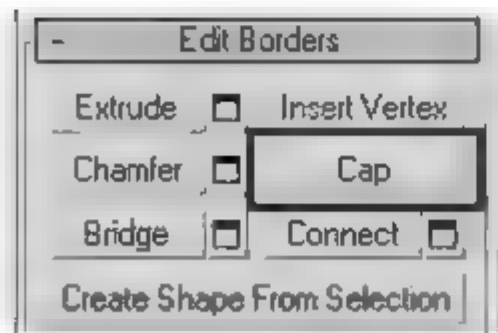 - Edit Borders
Extrude Insert Vertex
Chamfer Cap
Bridge Connect
Create Shape From Selection